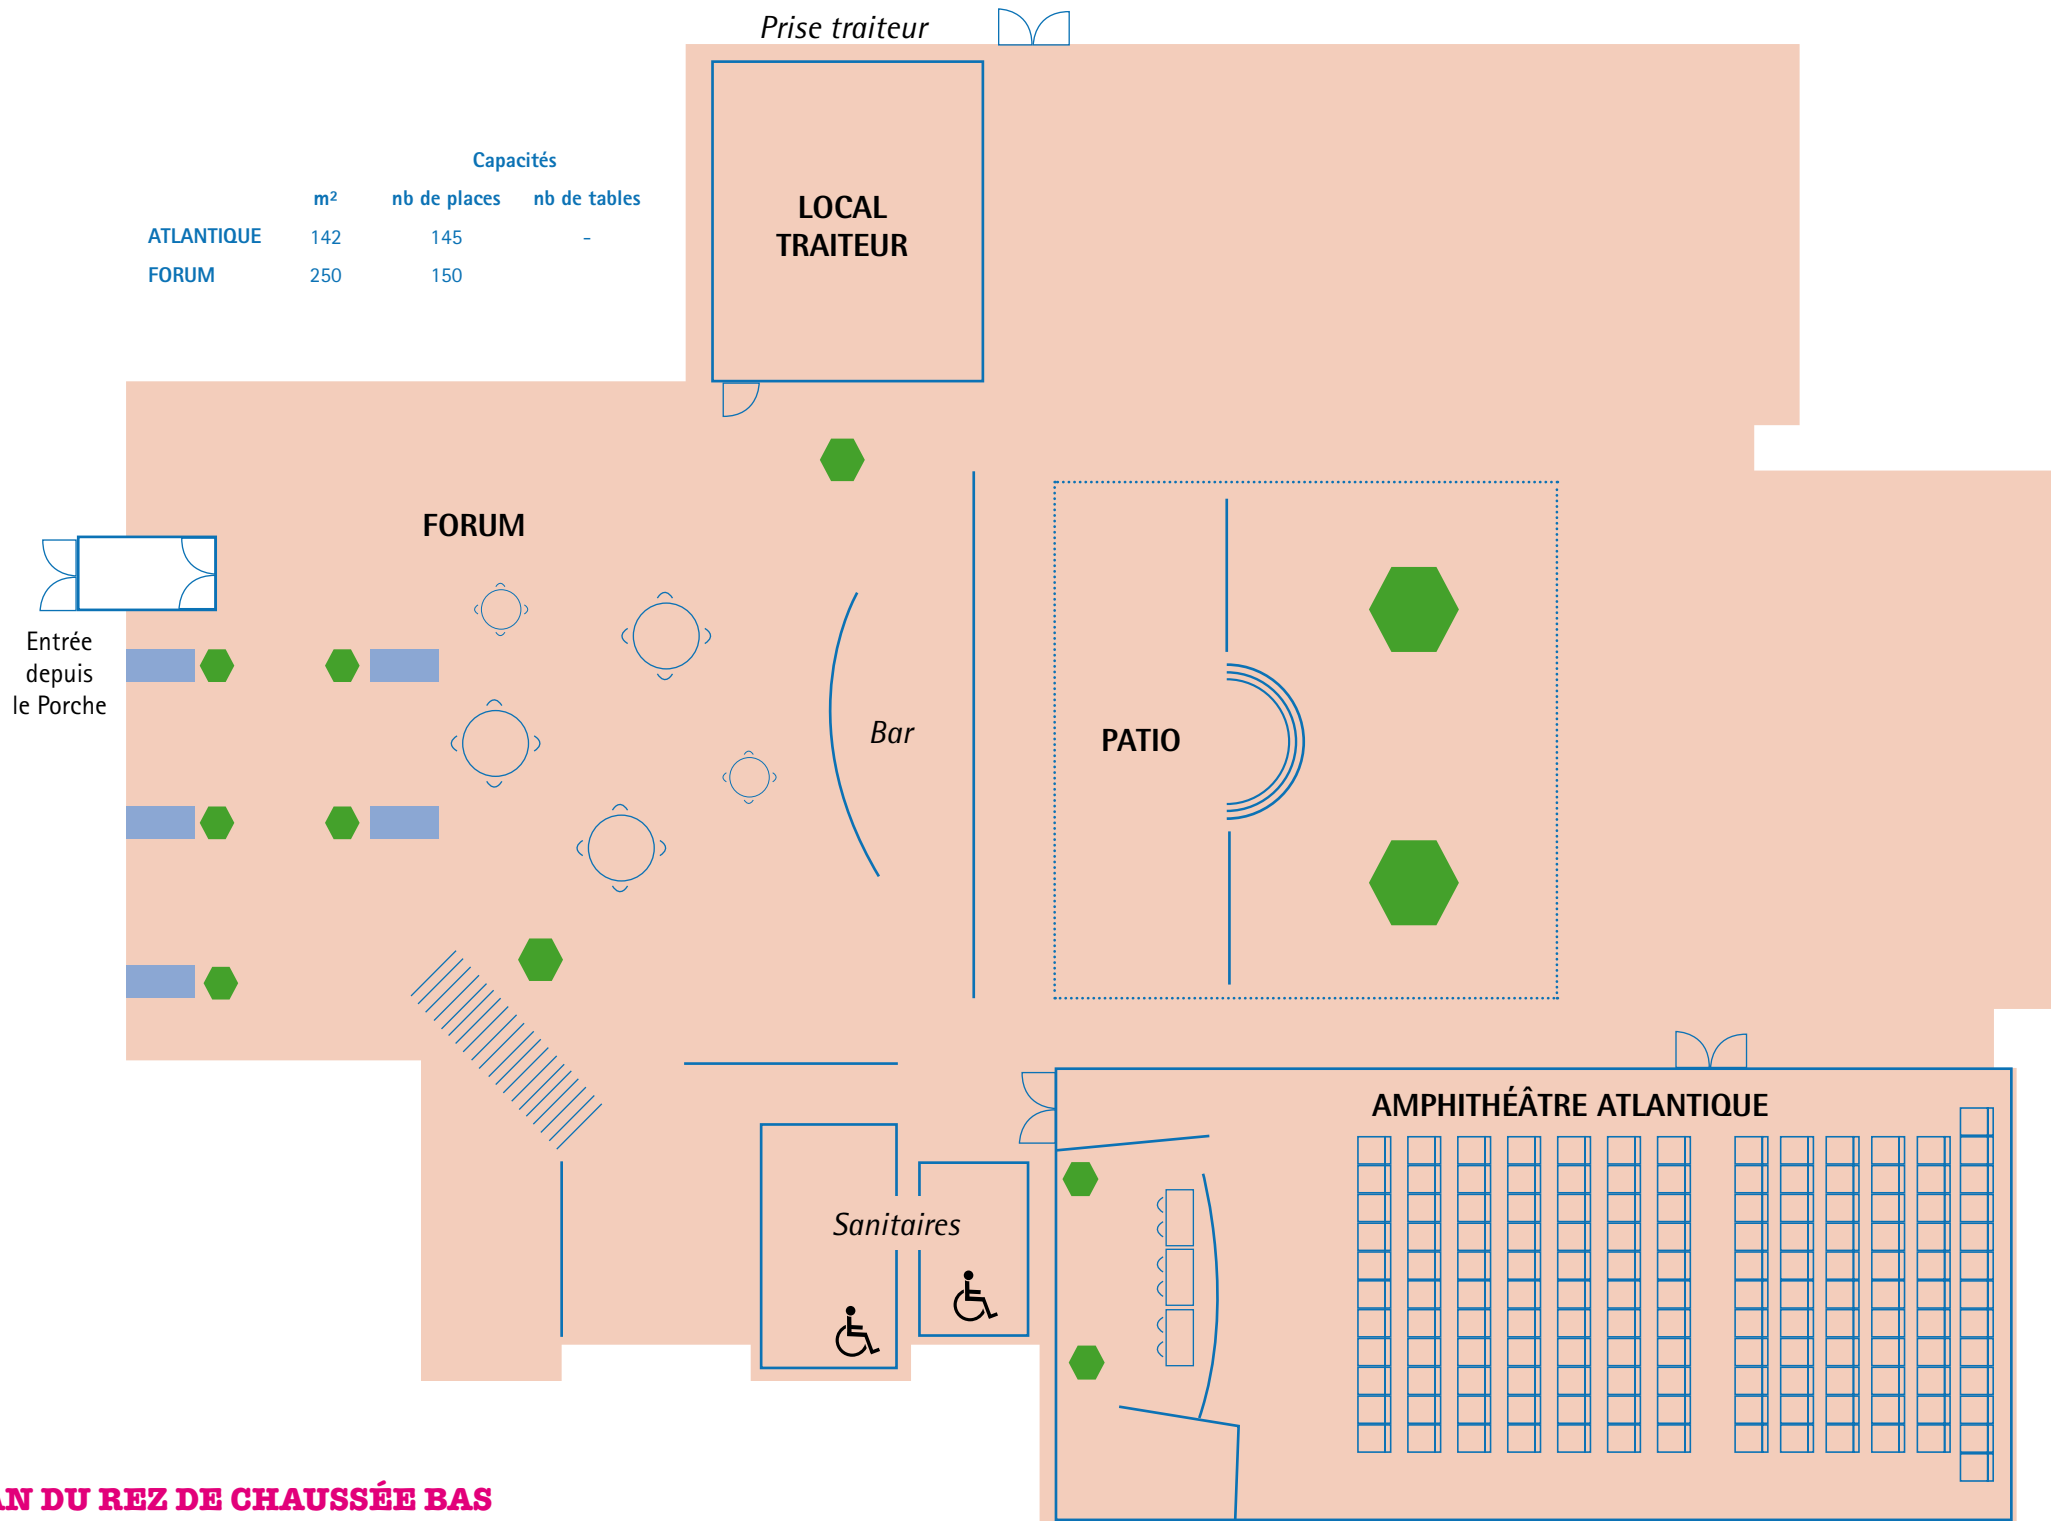 Prise traiteur
Capacités
m² nb de places nb de tables
ATLANTIQUE 142 145 -
FORUM 250 150
LOCAL
TRAITEUR
FORUM
Entrée
depuis
le Porche
Bar
PATIO
AMPHITHÉÂTRE ATLANTIQUE
Sanitaires
DU REZ DE CHAUSSÉE BAS